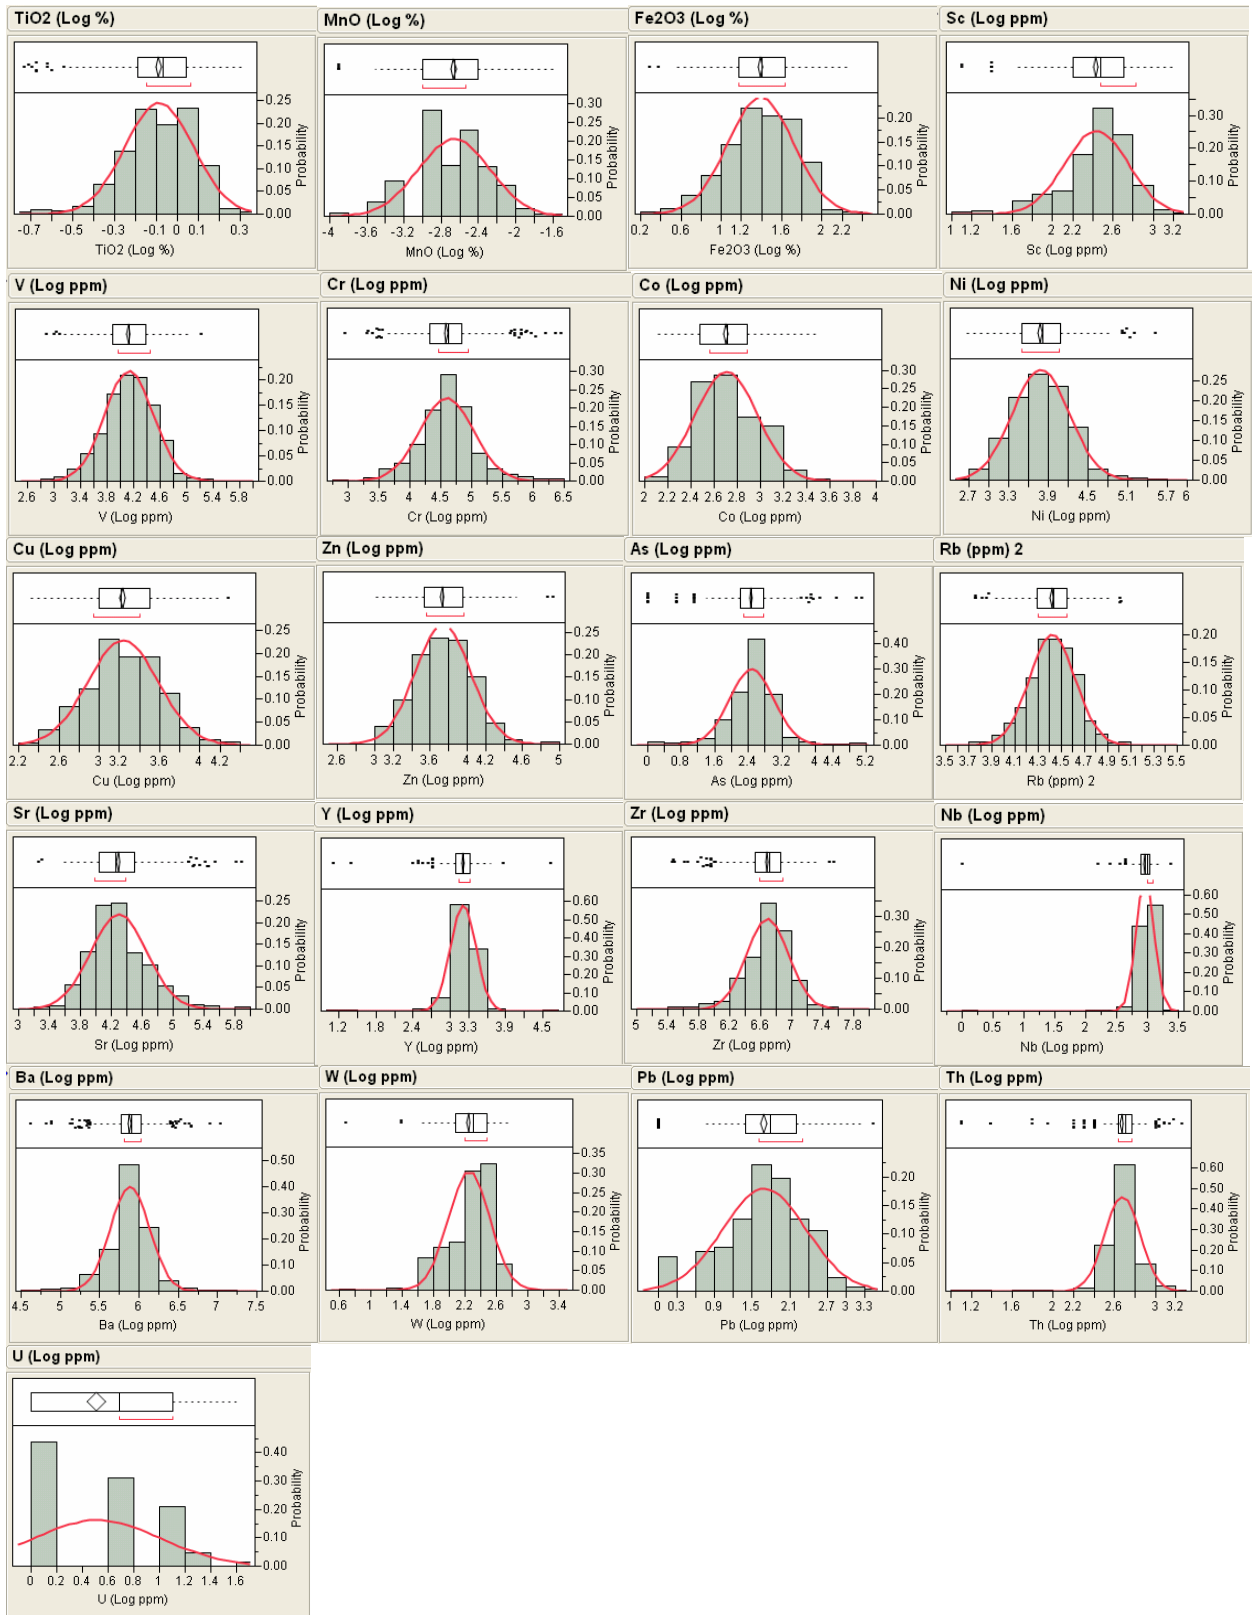 TiO2 (Log %)
MnO (Log %)
Fe2O3 (Log %)
Sc (Log ppm)
0.25
0.20
0.15
0.10
0.05
0.00
Probability
-0.7 -0.5 -0.3 -0.1 0 0.1 0.3
TiO2 (Log %)
0.30
0.25
0.20
0.15
0.10
0.05
0.00
Probability
-4 -3.6 -3.2 -2.8 -2.4 -2 -1.6
MnO (Log %)
0.20
0.15
0.10
0.05
0.00
Probability
0.2 0.6 1 1.2 1.6 2 2.2
Fe2O3 (Log %)
0.30
0.20
0.10
0.00
Probability
1 1.2 1.6 2 2.2 2.6 3 3.2
Sc (Log ppm)
V (Log ppm)
Cr (Log ppm)
Co (Log ppm)
Ni (Log ppm)
0.20
0.15
0.10
0.05
0.00
Probability
2.6 3 3.4 3.8 4.2 4.6 5 5.4 5.8
V (Log ppm)
0.30
0.25
0.20
0.15
0.10
0.05
0.00
Probability
3 3.5 4 4.5 5 5.5 6 6.5
Cr (Log ppm)
0.30
0.25
0.20
0.15
0.10
0.05
0.00
Probability
2 2.2 2.4 2.6 2.8 3 3.2 3.4 3.6 3.8 4
Co (Log ppm)
0.25
0.20
0.15
0.10
0.05
0.00
Probability
2.7 3 3.3 3.9 4.5 5.1 5.7 6
Ni (Log ppm)
Cu (Log ppm)
Zn (Log ppm)
As (Log ppm)
Rb (ppm) 2
0.25
0.20
0.15
0.10
0.05
0.00
Probability
2.2 2.6 3 3.2 3.6 4 4.2
Cu (Log ppm)
0.25
0.20
0.15
0.10
0.05
0.00
Probability
2.6 3 3.2 3.6 4 4.2 4.6 5
Zn (Log ppm)
0.40
0.30
0.20
0.10
0.00
Probability
0 0.8 1.6 2.4 3.2 4 4.4 5.2
As (Log ppm)
0.20
0.15
0.10
0.05
0.00
Probability
3.5 3.7 3.9 4.1 4.3 4.5 4.7 4.9 5.1 5.3 5.5
Rb (ppm) 2
Sr (Log ppm)
Y (Log ppm)
Zr (Log ppm)
Nb (Log ppm)
0.25
0.20
0.15
0.10
0.05
0.00
Probability
3 3.4 3.8 4.2 4.6 5 5.4 5.8
Sr (Log ppm)
0.60
0.50
0.40
0.30
0.20
0.10
0.00
Probability
1.2 1.8 2.4 3 3.3 3.9 4.5
Y (Log ppm)
0.30
0.20
0.10
0.00
Probability
5 5.4 5.8 6.2 6.6 7 7.4 7.8
Zr (Log ppm)
0.60
0.50
0.40
0.30
0.20
0.10
0.00
Probability
0 0.5 1 1.5 2 2.5 3 3.5
Nb (Log ppm)
Ba (Log ppm)
W (Log ppm)
Pb (Log ppm)
Th (Log ppm)
0.50
0.40
0.30
0.20
0.10
0.00
Probability
4.5 5 5.5 6 6.5 7 7.5
Ba (Log ppm)
0.35
0.30
0.25
0.20
0.15
0.10
0.05
0.00
Probability
0.6 1 1.4 1.8 2.2 2.6 3 3.4
W (Log ppm)
0.20
0.15
0.10
0.05
0.00
Probability
0 0.3 0.9 1.5 2.1 2.7 3 3.3
Pb (Log ppm)
0.60
0.50
0.40
0.30
0.20
0.10
0.00
Probability
1 1.2 1.6 2 2.2 2.6 3 3.2
Th (Log ppm)
U (Log ppm)
0.40
0.30
0.20
0.10
0.00
Probability
0 0.2 0.4 0.6 0.8 1 1.2 1.4 1.6
U (Log ppm)